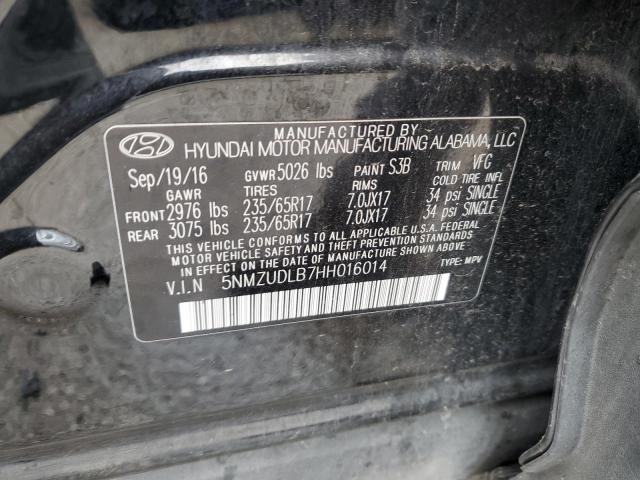 MANUFACTURED BY
HYUNDAI MOTOR MANUFACTURING ALABAMA, LLC
Sep/19/16 GVWR 5026 lbs PAINT S3B TRIM VFG
GAWR TIRES RIMS COLD TIRE INFL
FRONT 2976 lbs 235/65R17 7.0JX17 34 psi SINGLE
REAR 3075 lbs 235/65R17 7.0JX17 34 psi SINGLE
THIS VEHICLE CONFORMS TO ALL APPLICABLE U.S.A FEDERAL
MOTOR VEHICLE SAFETY, BUMPER, AND THEFT PREVENTION STANDARDS
IN EFFECT ON THE DATE OF MANUFACTURE SHOWN ABOVE.
V.I.N 5NMZUDLB7HH016014 TYPE: MPV